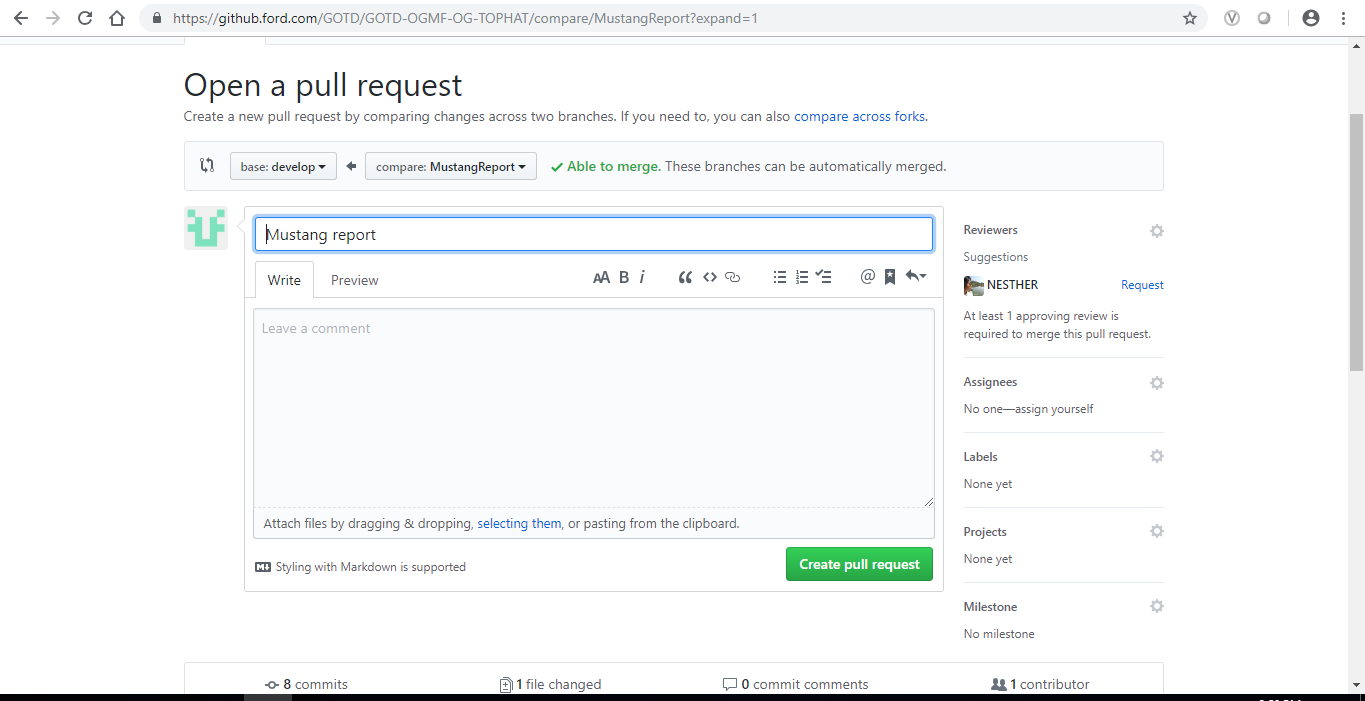 https://github.ford.com/GOTD/GOTD-OGMF-OG-TOPHAT/compare/MustangReport?expand=1
Open a pull request
Create a new pull request by comparing changes across two branches. If you need to, you can also compare across forks.
base: develop compare: MustangReport Able to merge. These branches can be automatically merged.
Mustang report
Write Preview
AA B i @
Leave a comment
Attach files by dragging & dropping, selecting them, or pasting from the clipboard.
Styling with Markdown is supported
Create pull request
Reviewers
Suggestions
NESTHER Request
At least 1 approving review is
required to merge this pull request.
Assignees
No one—assign yourself
Labels
None yet
Projects
None yet
Milestone
No milestone
8 commits 1 file changed 0 commit comments 1 contributor